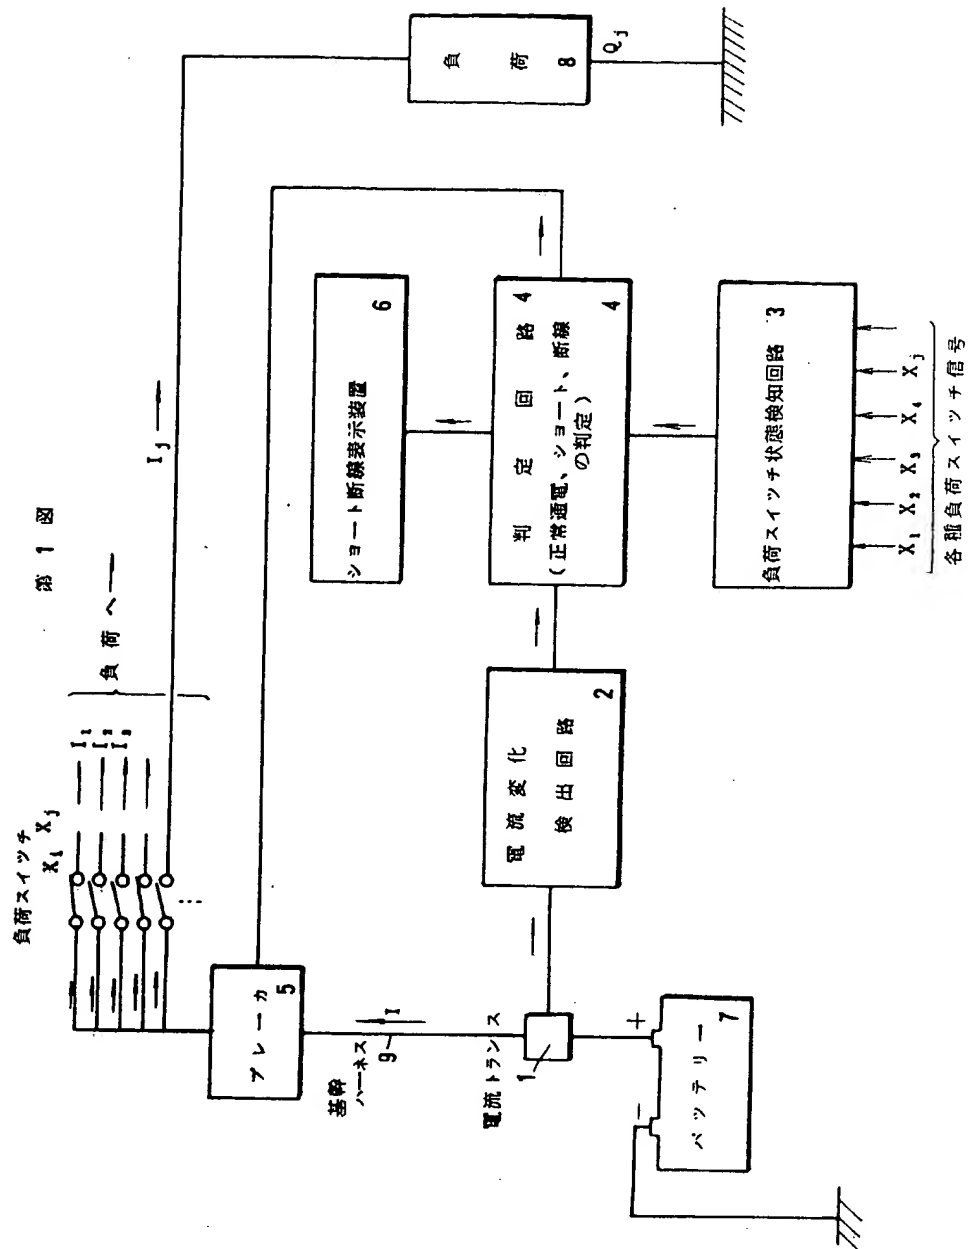 第1図
負荷スイッチ
X1 Xj
負荷へ
I1
I2
I3
Ij
ブレーカ
5
基幹
ハーネス
9
I
電流トランス
1
+
−
バッテリー
7
電流変化
検出回路
2
ショート断線表示装置
6
判定回路 4
(正常通電、ショート、断線
の判定)
4
負荷スイッチ状態検知回路 3
X1 X2 X3 X4 Xj
各種負荷スイッチ信号
負荷
8
Qj